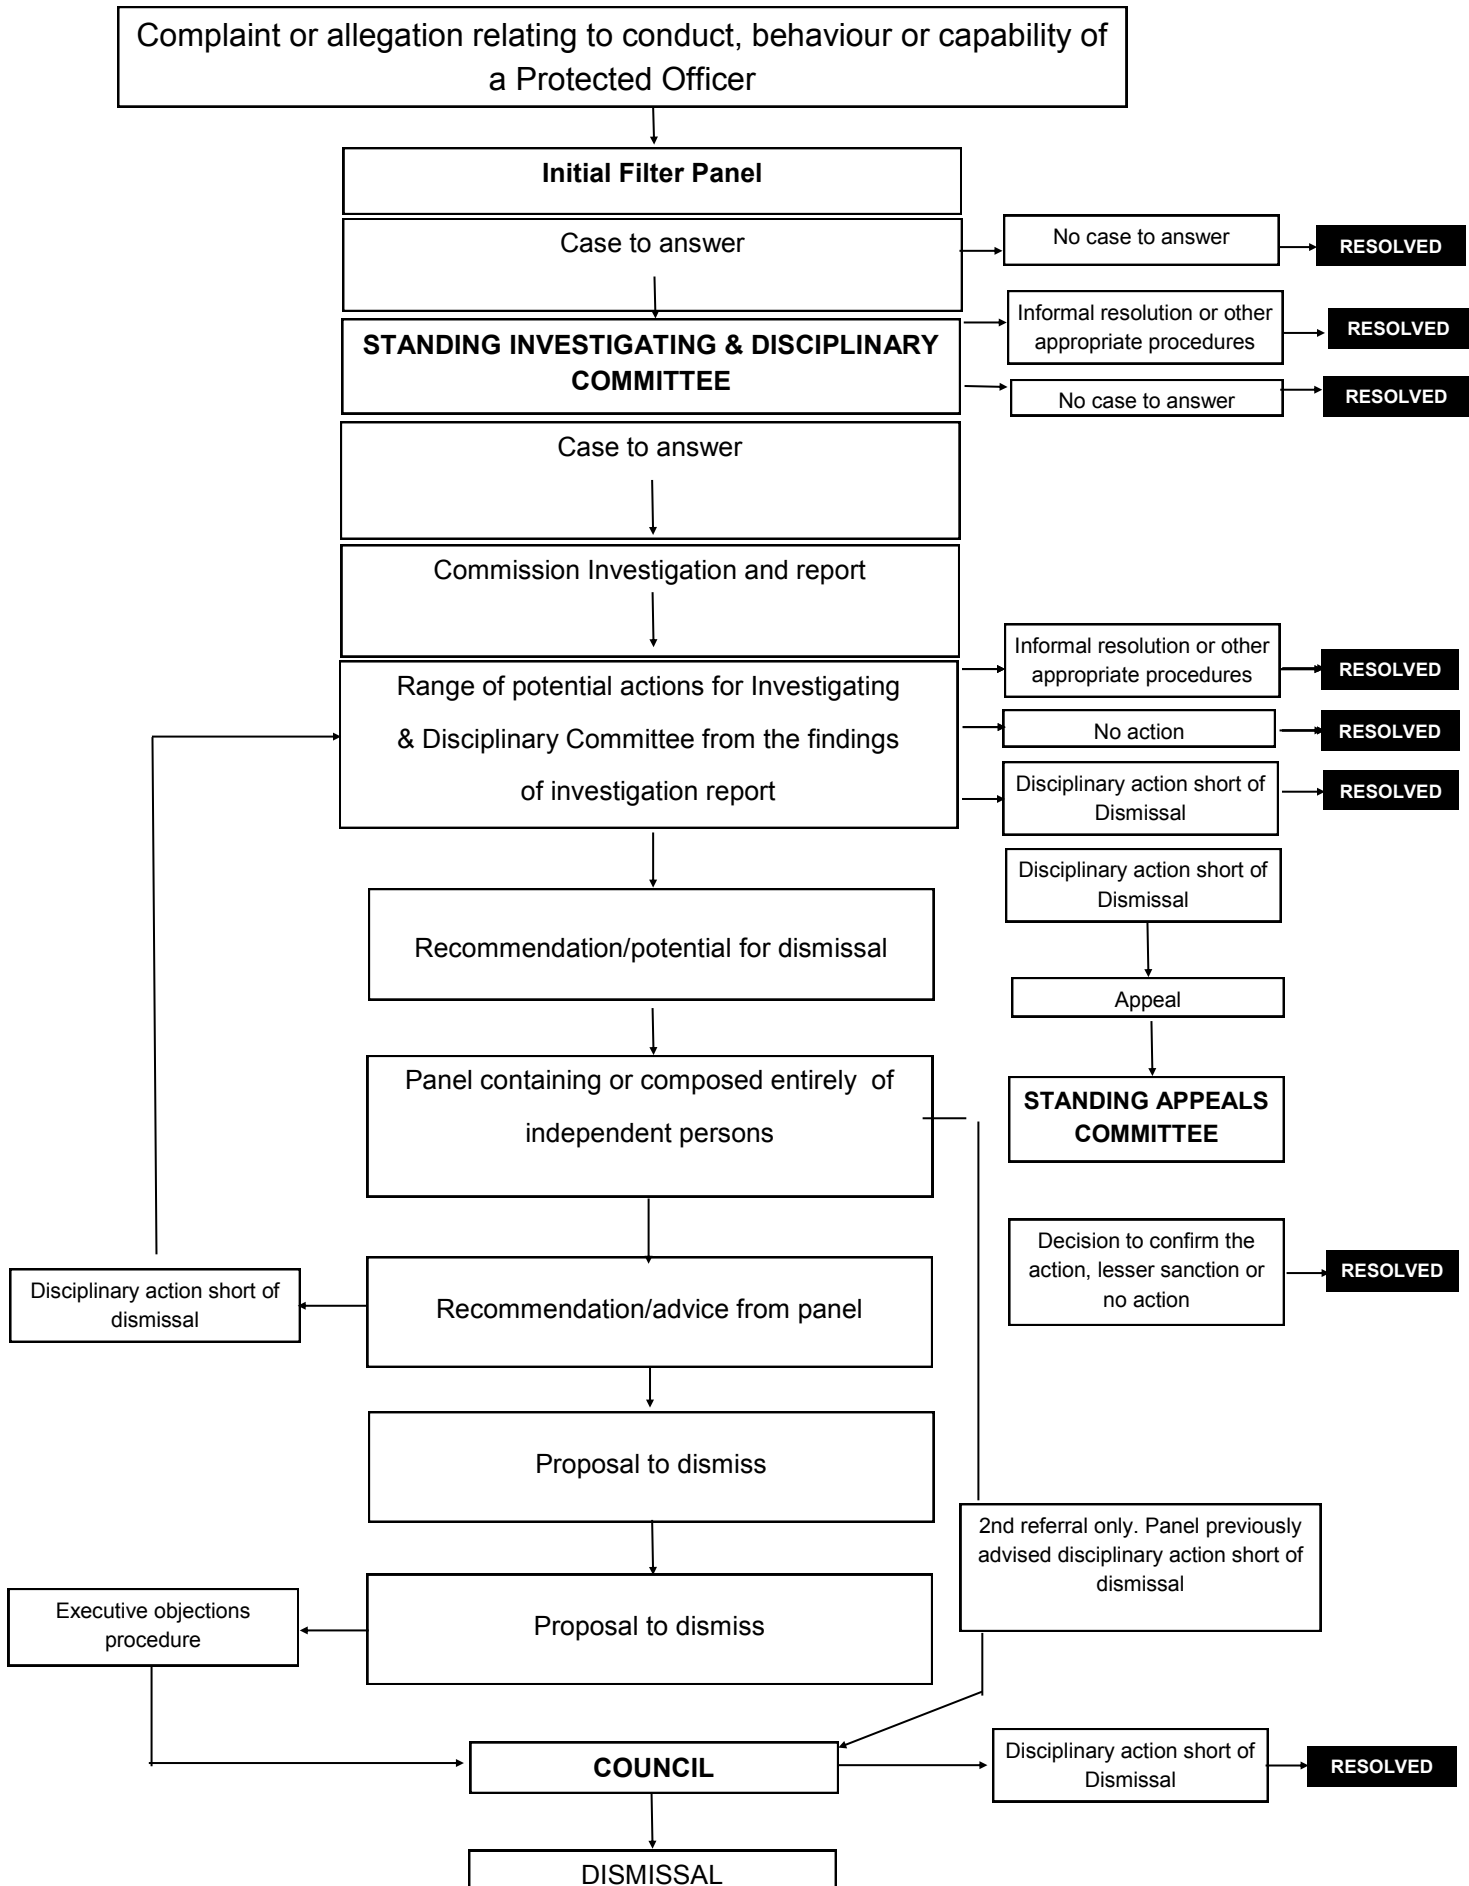 Complaint or allegation relating to conduct, behaviour or capability of
a Protected Officer
Initial Filter Panel
Case to answer
No case to answer
RESOLVED
Informal resolution or other
appropriate procedures
RESOLVED
STANDING INVESTIGATING & DISCIPLINARY
COMMITTEE
No case to answer
RESOLVED
Case to answer
Commission Investigation and report
Informal resolution or other
appropriate procedures
RESOLVED
Range of potential actions for Investigating
& Disciplinary Committee from the findings
of investigation report
No action
RESOLVED
Disciplinary action short of
Dismissal
RESOLVED
Disciplinary action short of
Dismissal
Recommendation/potential for dismissal
Appeal
Panel containing or composed entirely of
independent persons
STANDING APPEALS
COMMITTEE
Decision to confirm the
action, lesser sanction or
no action
RESOLVED
Disciplinary action short of
dismissal
Recommendation/advice from panel
Proposal to dismiss
2nd referral only. Panel previously
advised disciplinary action short of
dismissal
Executive objections
procedure
Proposal to dismiss
COUNCIL
Disciplinary action short of
Dismissal
RESOLVED
DISMISSAL